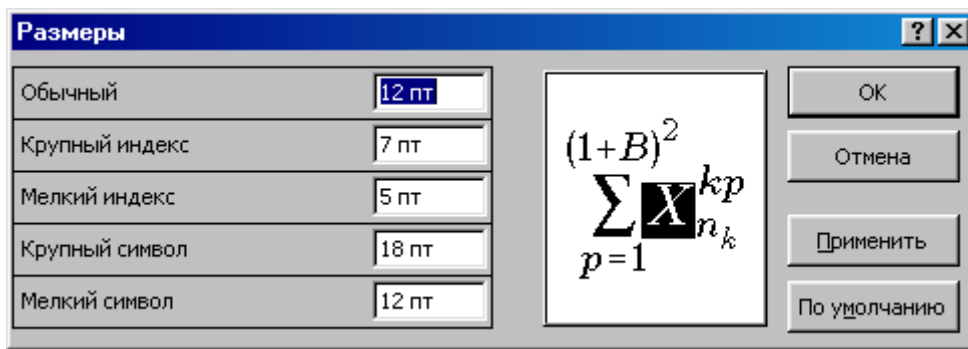 Размеры
Обычный 12 пт
Крупный индекс 7 пт
Мелкий индекс 5 пт
Крупный символ 18 пт
Мелкий символ 12 пт
(1+B)²
∑ X kp n k
p=1
OK
Отмена
Применить
По умолчанию